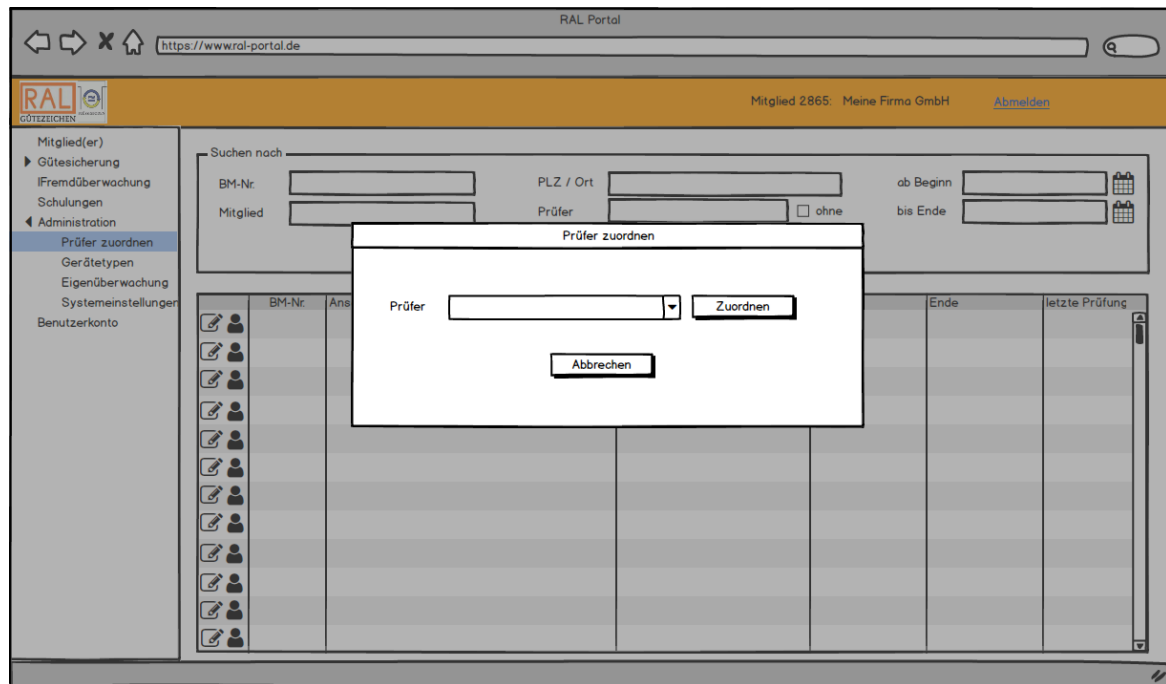 RAL Portal
https://www.ral-portal.de
RAL
GÜTEZEICHEN
Mitglied 2865: Meine Firma GmbH Abmelden
Mitglied(er)
Gütesicherung
IFremdüberwachung
Schulungen
Administration
Prüfer zuordnen
Gerätetypen
Eigenüberwachung
Systemeinstellungen
Benutzerkonto
Suchen nach
BM-Nr. PLZ / Ort ab Beginn
Mitglied Prüfer ohne bis Ende
Prüfer zuordnen
Prüfer Zuordnen
Abbrechen
BM-Nr. Ans Ende letzte Prüfung